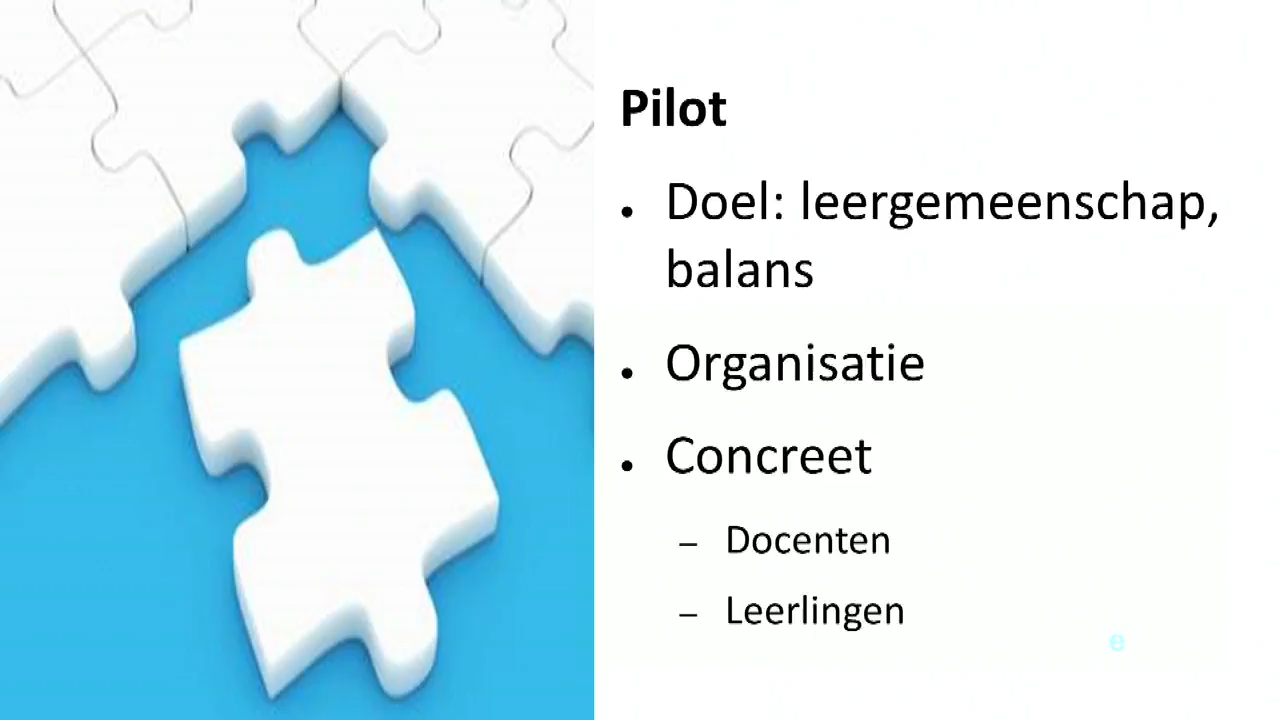 Pilot
• Doel: leergemeenschap,
balans
• Organisatie
• Concreet
– Docenten
– Leerlingen
e